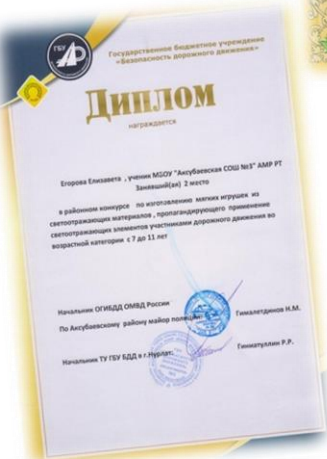 ГБУ
Государственное бюджетное учреждение
«Безопасность дорожного движения»
Диплом
награждается
Егорова Елизавета , ученик МБОУ "Аксубаевская СОШ №3" АМР РТ
Занявший(ая) 2 место
в районном конкурсе по изготовлению мягких игрушек из
светоотражающих материалов , пропагандирующего применение
светоотражающих элементов участниками дорожного движения во
возрастной категории с 7 до 11 лет
Начальник ОГИБДД ОМВД России
По Аксубаевскому району майор полиции Гималетдинов Н.М.
Начальник ТУ ГБУ БДД в г.Нурлат: Гиниатуллин Р.Р.